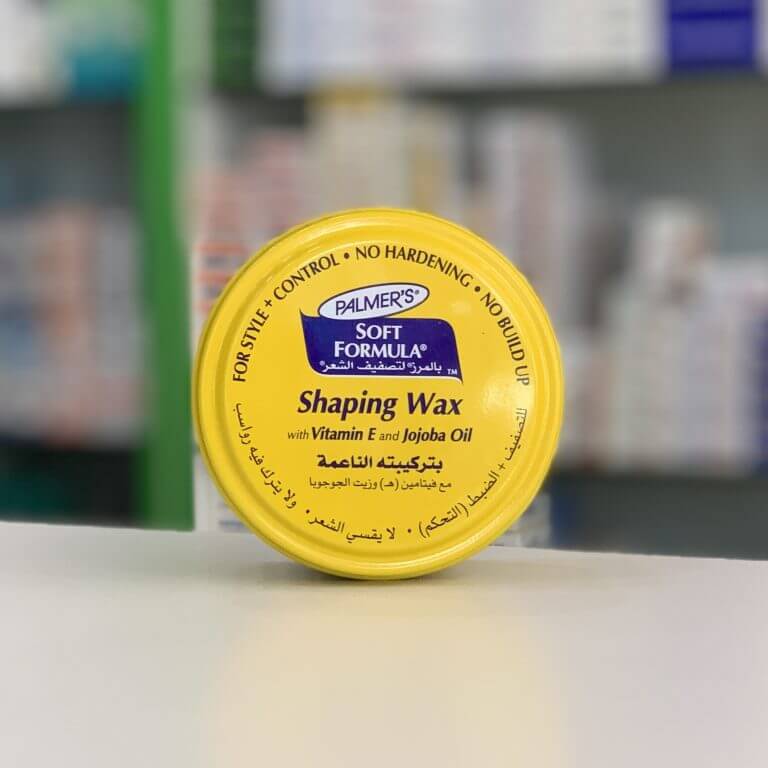 FOR STYLE + CONTROL • NO HARDENING • NO BUILD UP
PALMER'S®
SOFT
FORMULA®
بالمرز® لتصفيف الشعر®
TM
Shaping Wax
with Vitamin E and Jojoba Oil
بتركيبته الناعمة
مع فيتامين (هـ) وزيت الجوجوبا
للتصفيف + الضبط (التحكم) • لا يقسي الشعر • ولا يترك فيه رواسب